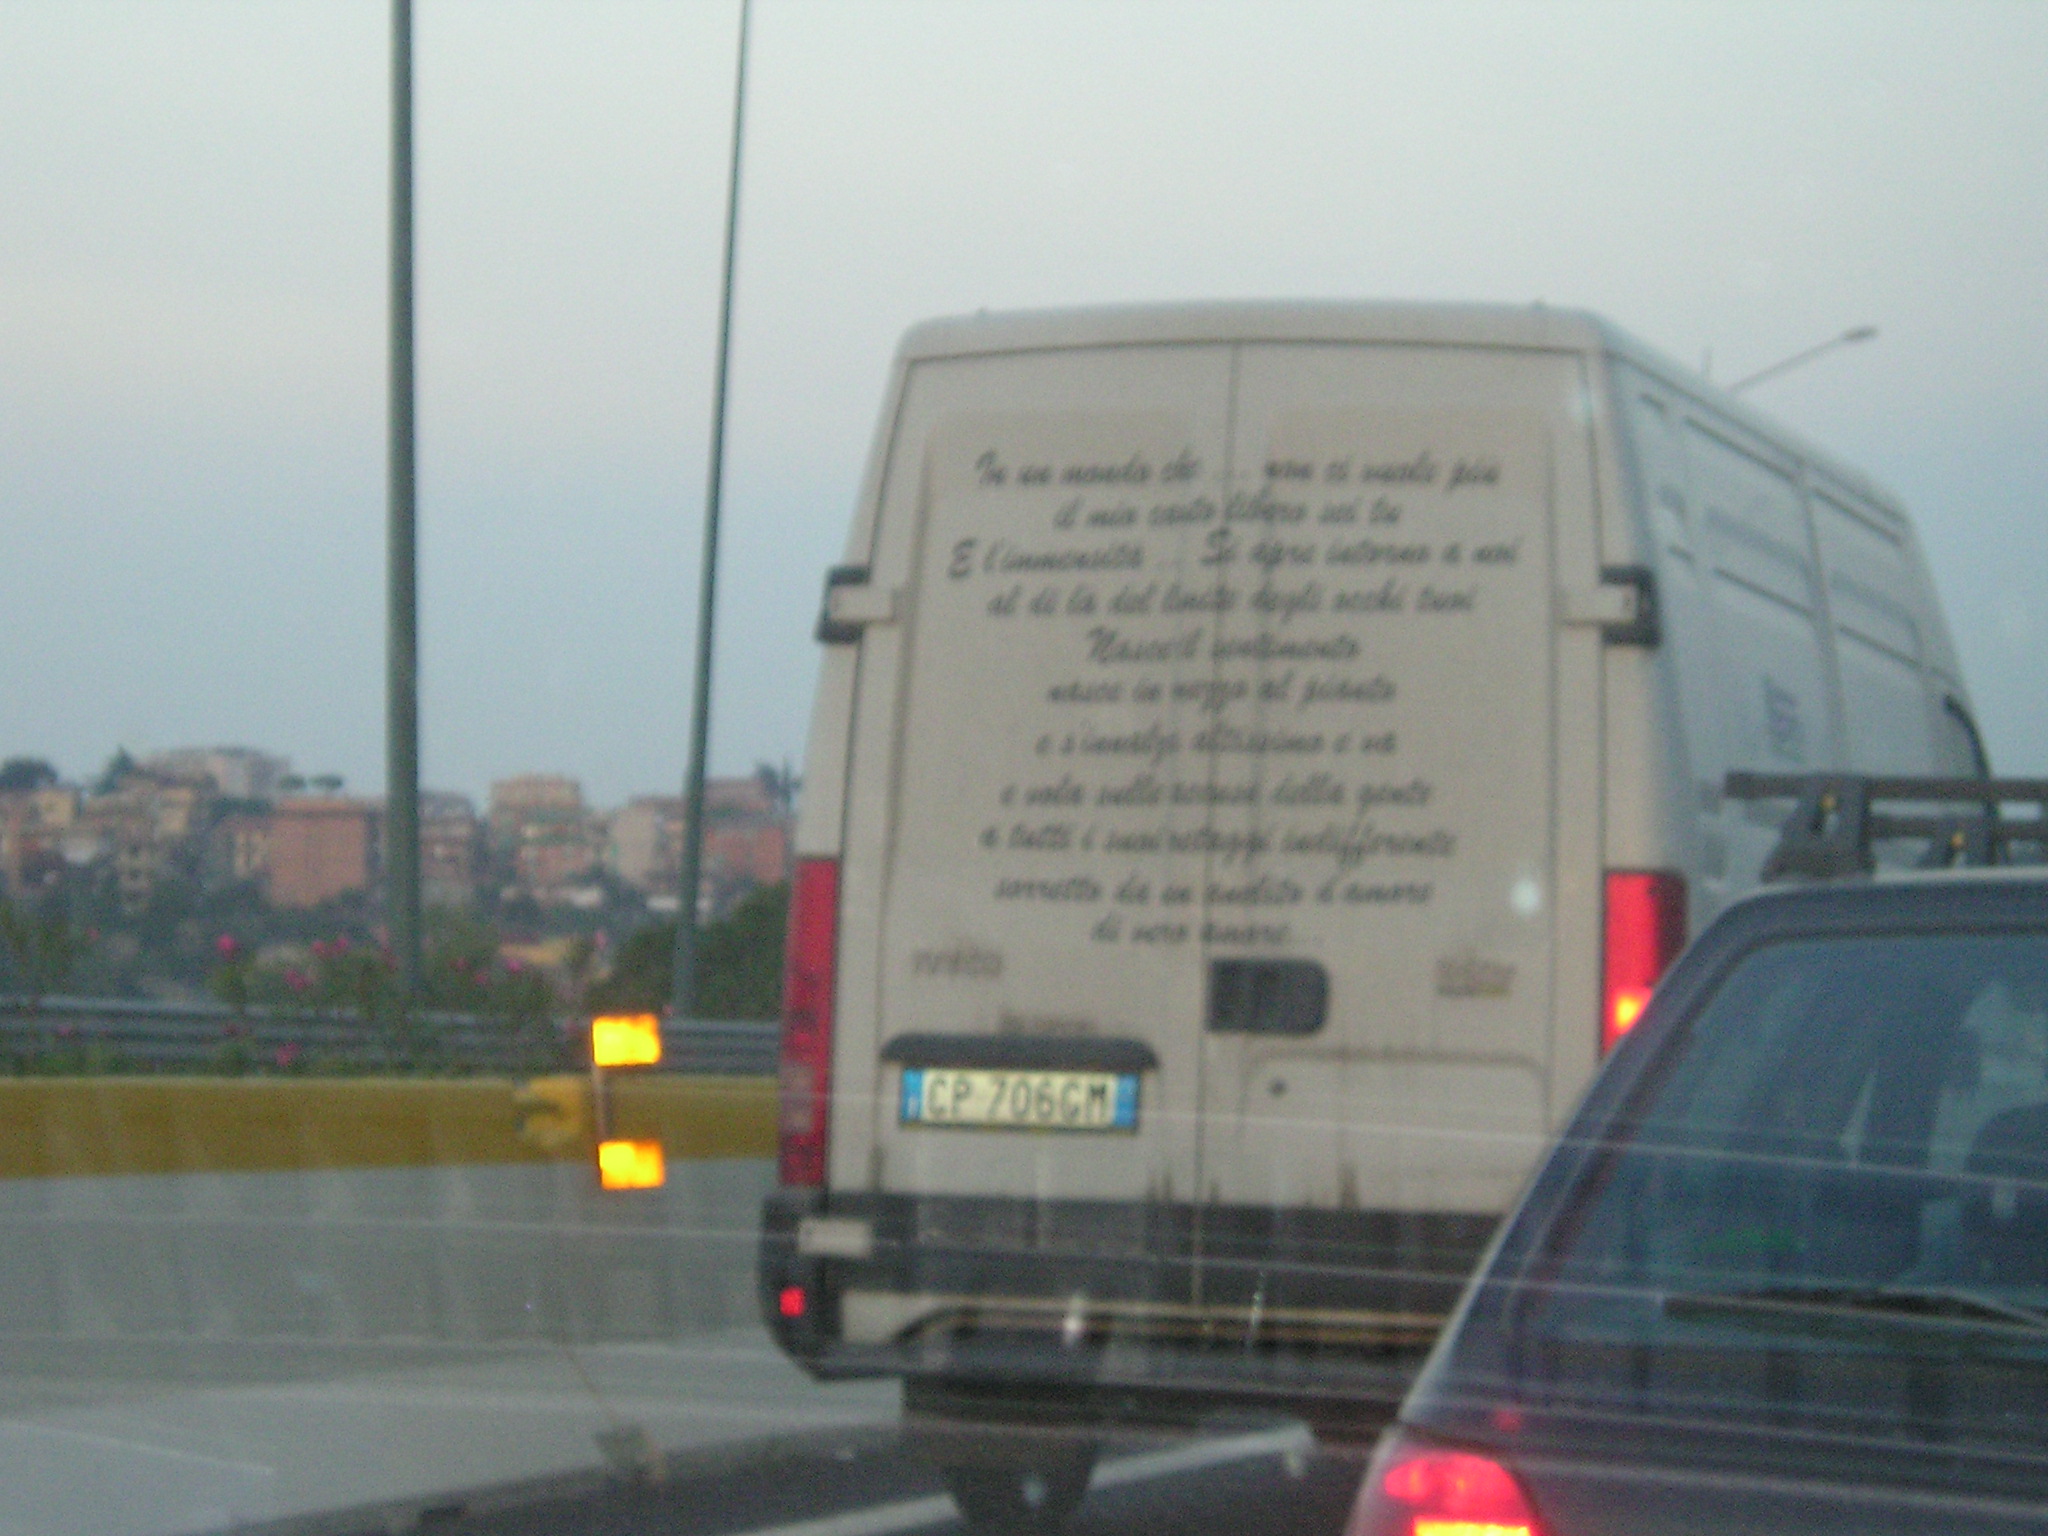 In un mondo che ... non ci vuole più
il mio canto libero sei tu
E l'immensità ... Si apre intorno a noi
al di là del limite degli occhi tuoi
Nasce il sentimento
nasce in mezzo al pianto
e s'innalza altissimo e va
e vola sulle accuse della gente
a tutti i suoi retaggi indifferente
sorretto da un anelito d'amore
di vero amore...
CP 706GM